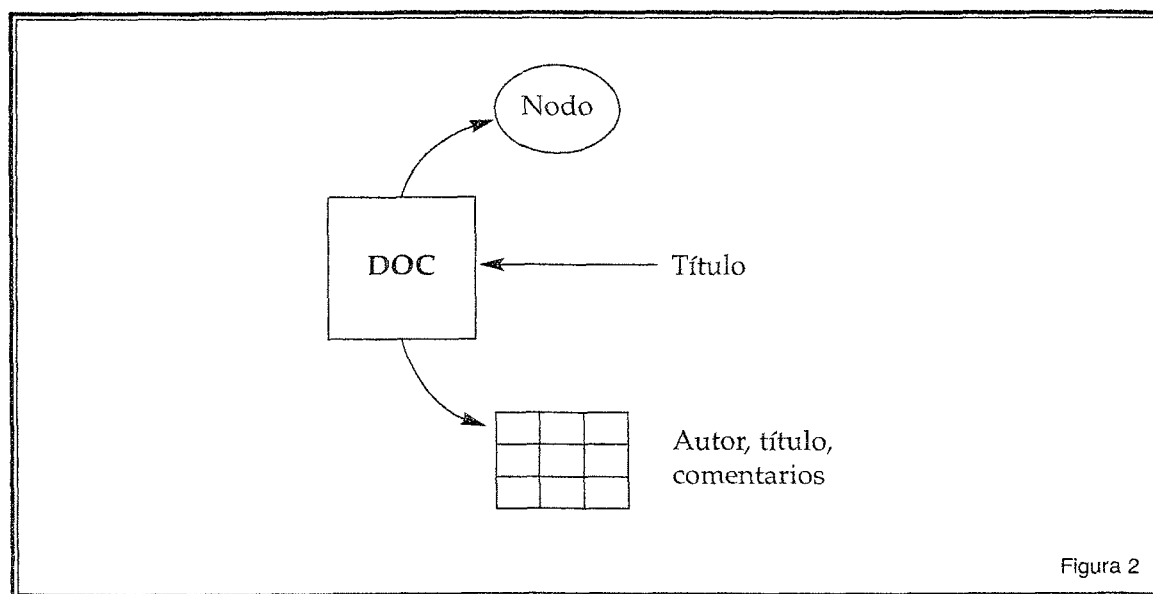 Nodo
DOC
Título
Autor, título,
comentarios
Figura 2